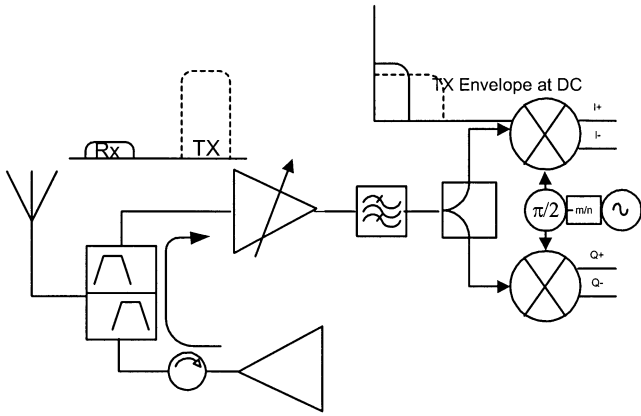 TX Envelope at DC
I+
I-
Rx
TX
π/2
m/n
Q+
Q-